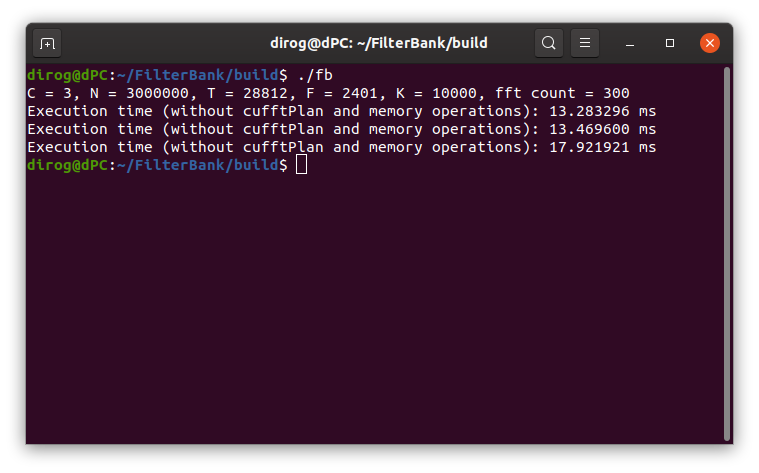 dirog@dPC: ~/FilterBank/build
dirog@dPC:~/FilterBank/build$ ./fb
C = 3, N = 3000000, T = 28812, F = 2401, K = 10000, fft count = 300
Execution time (without cufftPlan and memory operations): 13.283296 ms
Execution time (without cufftPlan and memory operations): 13.469600 ms
Execution time (without cufftPlan and memory operations): 17.921921 ms
dirog@dPC:~/FilterBank/build$